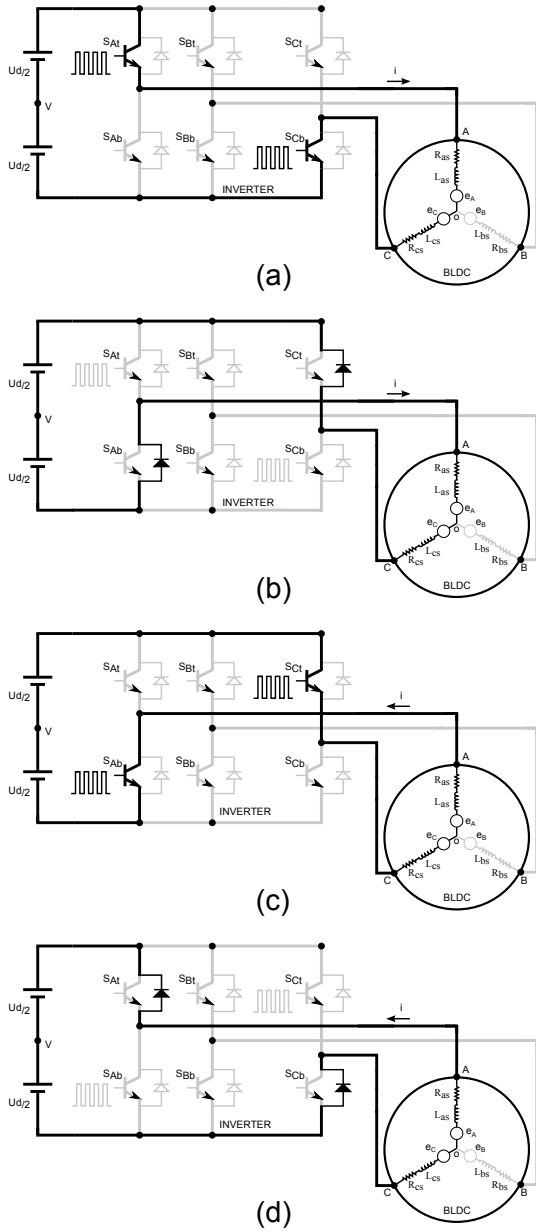 SAt SBt SCt
Ud/2
i
V
A
SAb SBb SCb
Ras
Ud/2
Las
eA
INVERTER
eC o eB
Lcs Lbs
Rcs Rbs
C B
BLDC
(a)
SAt SBt SCt
Ud/2
i
V
A
SAb SBb SCb
Ras
Ud/2
Las
eA
INVERTER
eC o eB
Lcs Lbs
Rcs Rbs
C B
BLDC
(b)
SAt SBt SCt
Ud/2
i
V
A
SAb SBb SCb
Ras
Ud/2
Las
eA
INVERTER
eC o eB
Lcs Lbs
Rcs Rbs
C B
BLDC
(c)
SAt SBt SCt
Ud/2
i
V
A
SAb SBb SCb
Ras
Ud/2
Las
eA
INVERTER
eC o eB
Lcs Lbs
Rcs Rbs
C B
BLDC
(d)